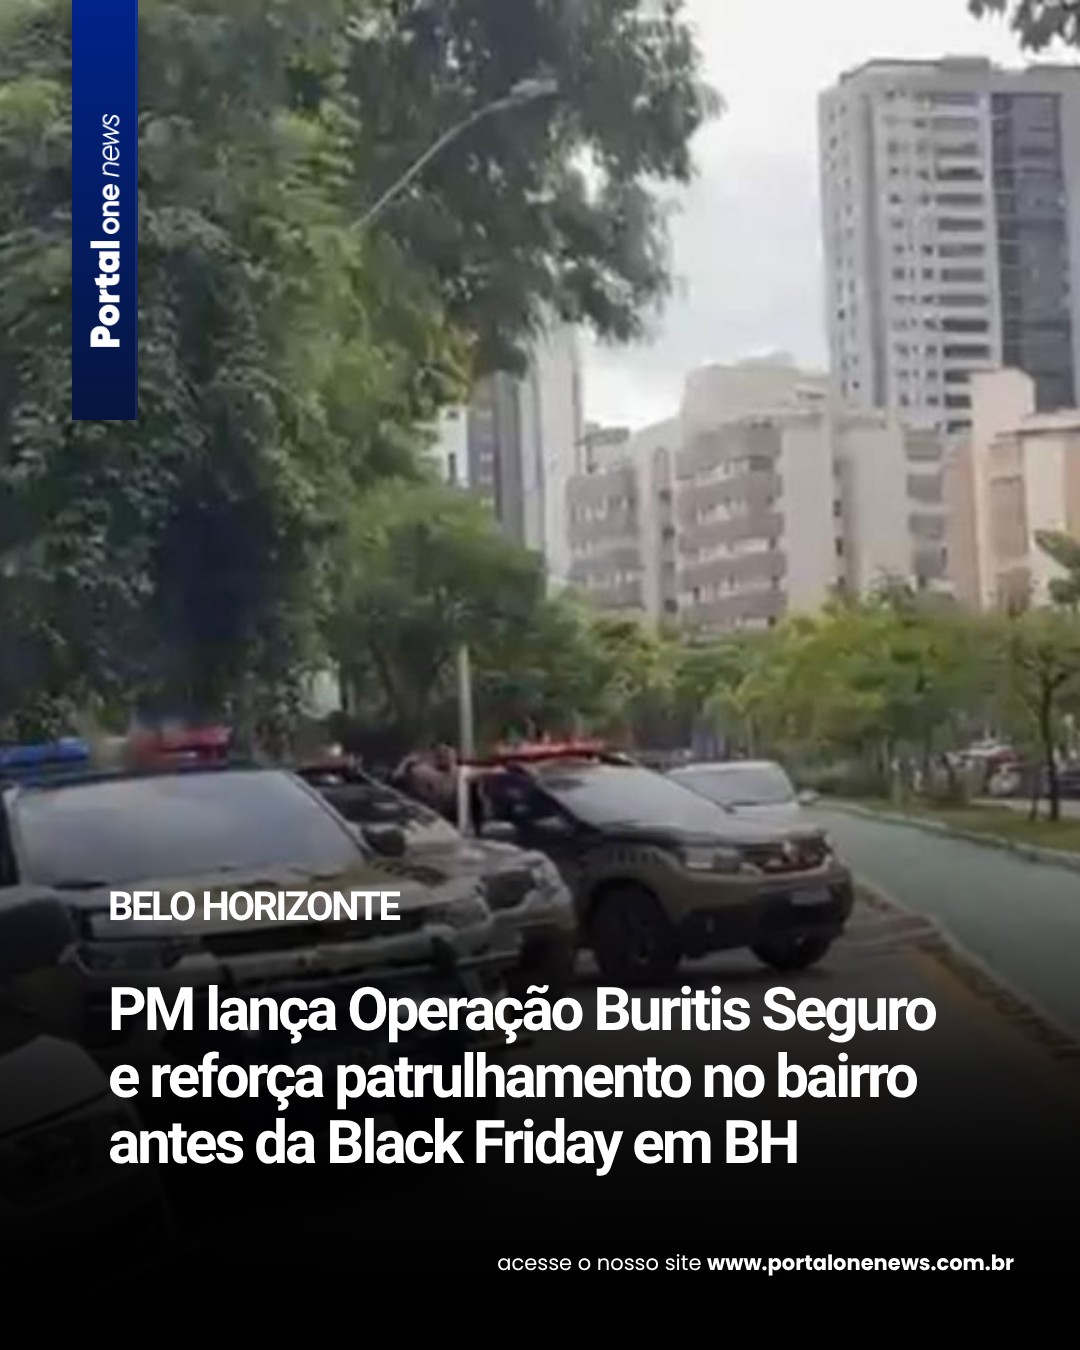 Portal one news
BELO HORIZONTE
PM lança Operação Buritis Seguro
e reforça patrulhamento no bairro
antes da Black Friday em BH
acesse o nosso site www.portalonenews.com.br